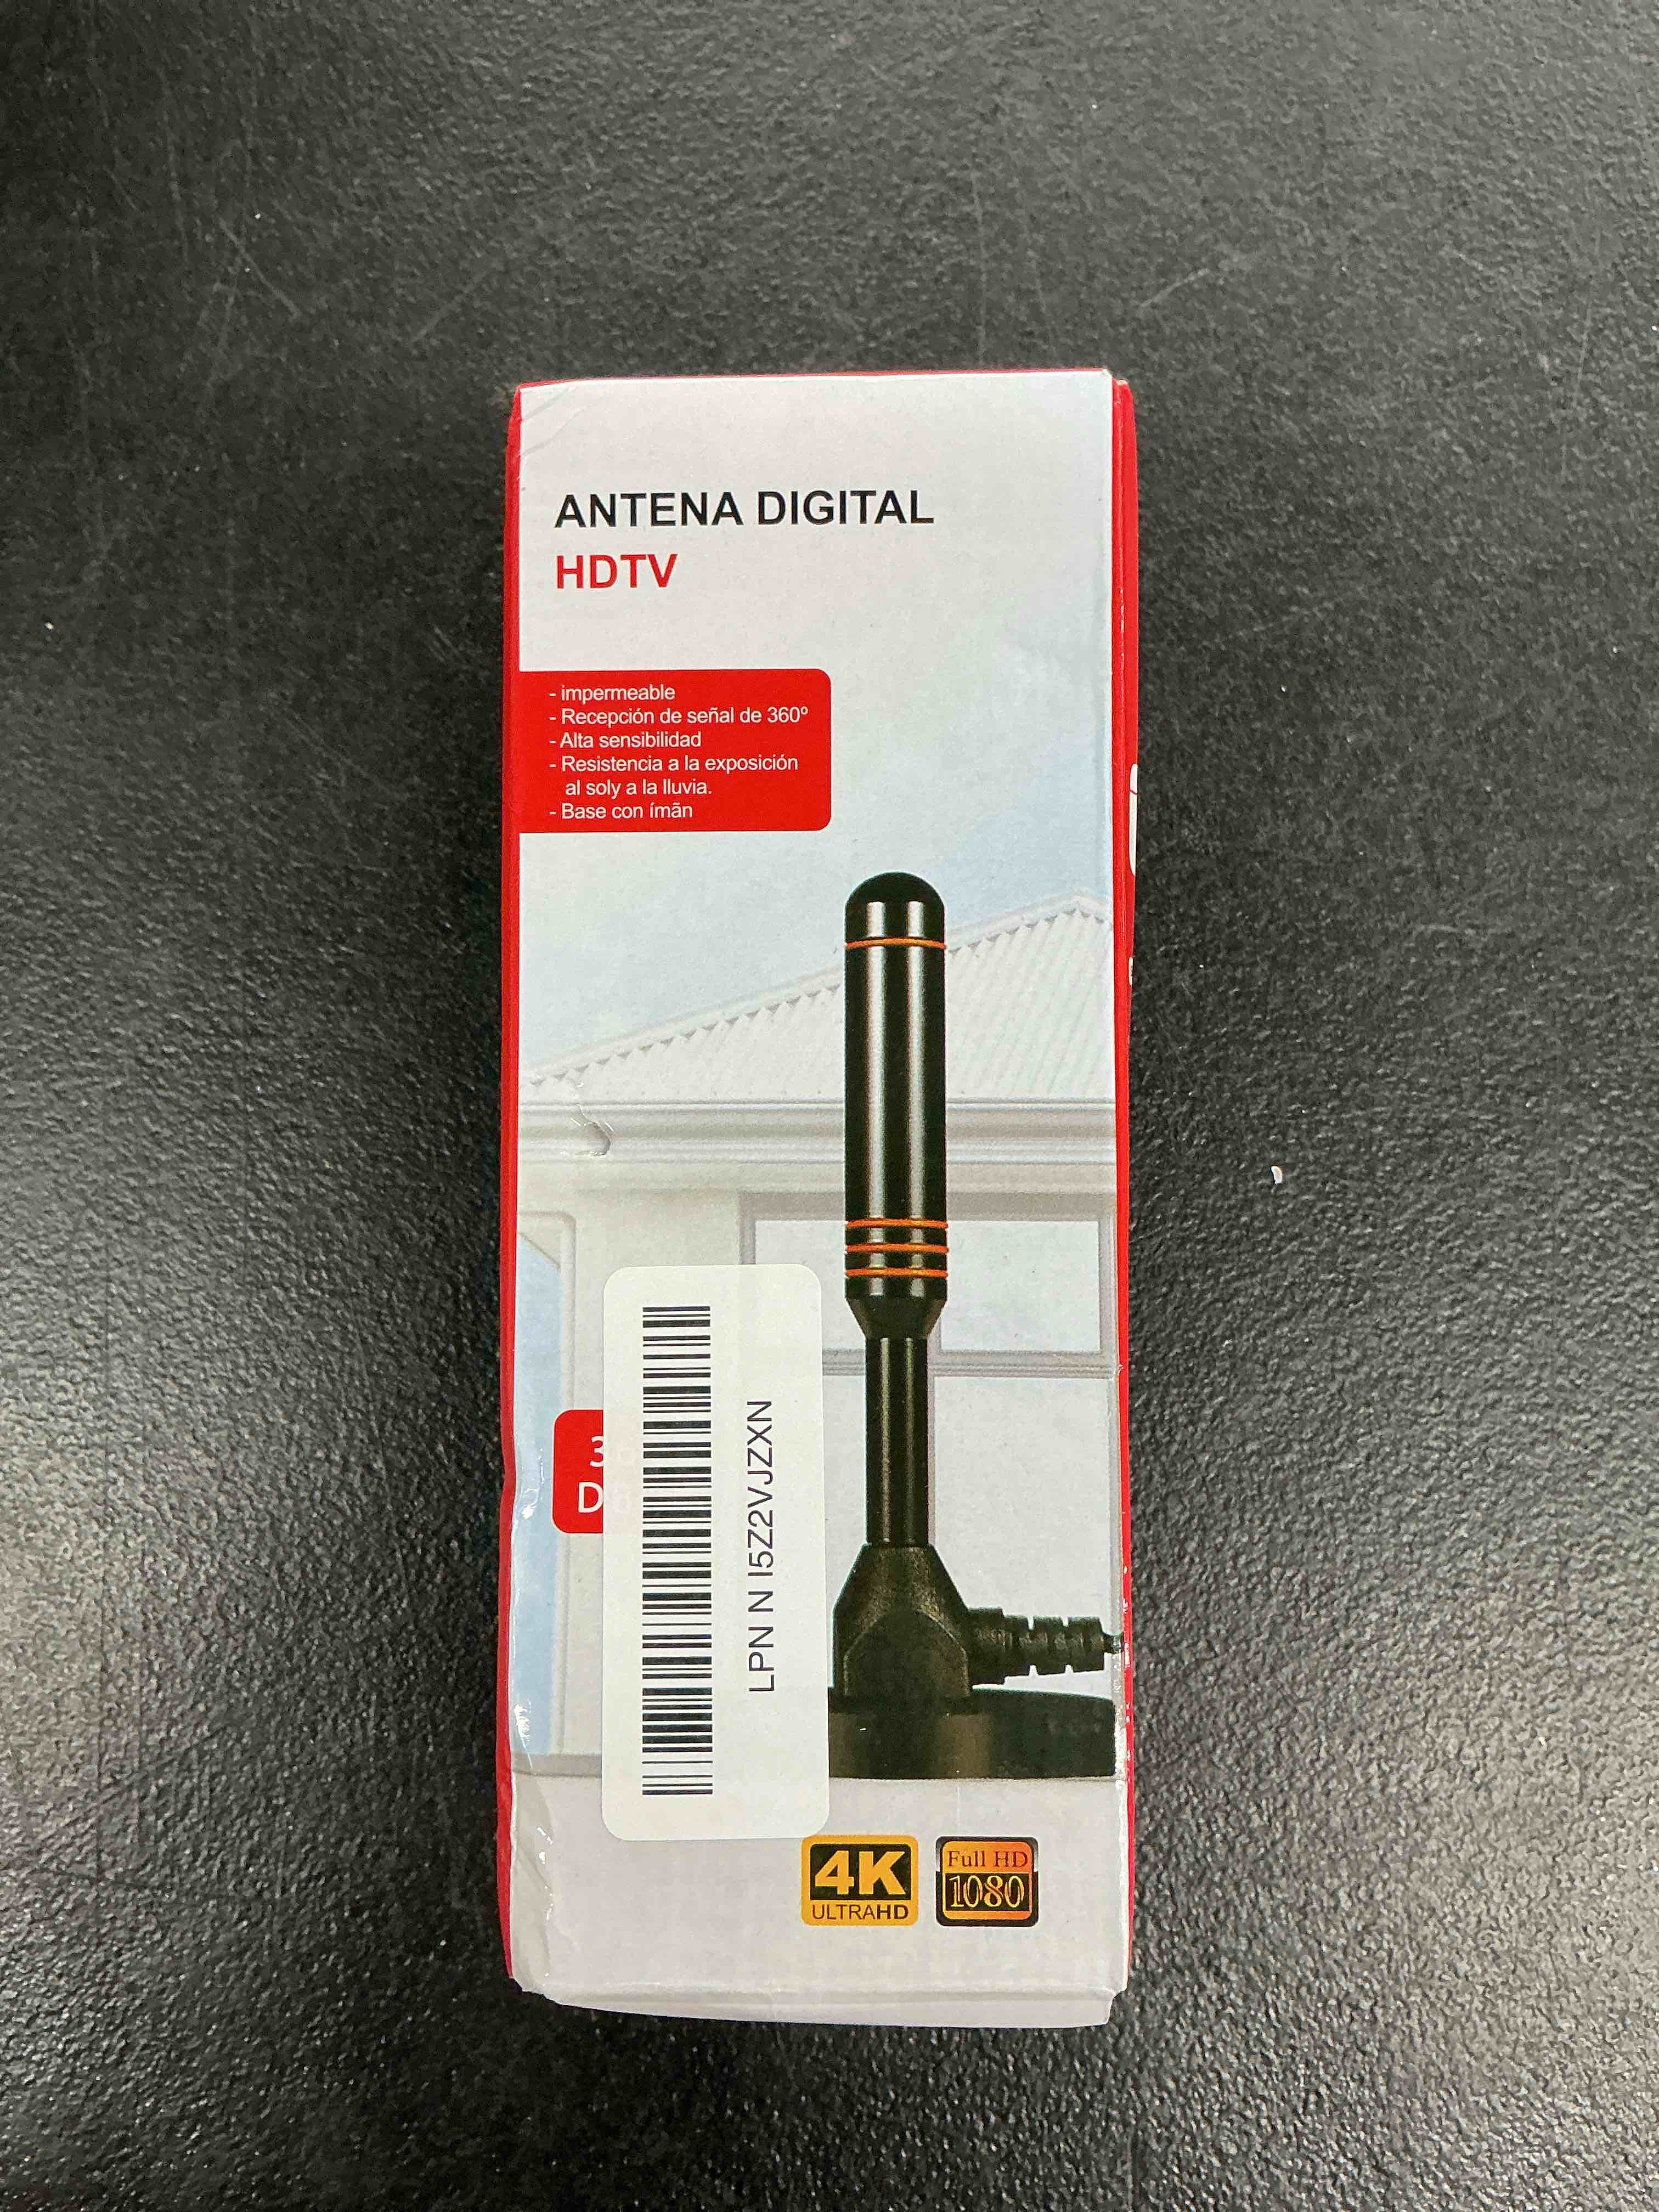 ANTENA DIGITAL
HDTV
- impermeable
- Recepción de señal de 360º
- Alta sensibilidad
- Resistencia a la exposición
al soly a la lluvia.
- Base con ímãn
LPN N I5Z2VJZXN
4K
ULTRAHD
Full HD
1080